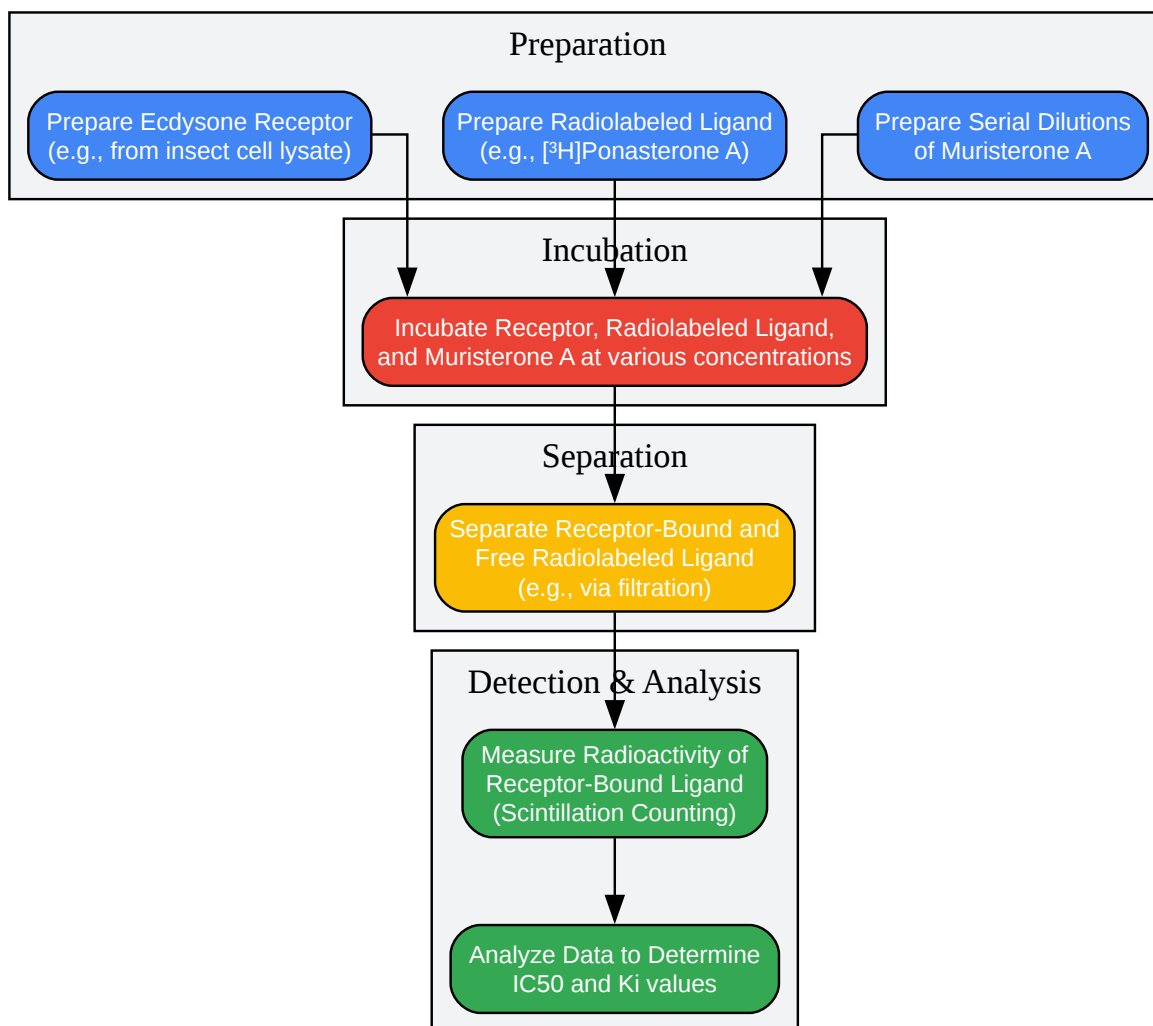 Preparation
Prepare Ecdysone Receptor
(e.g., from insect cell lysate)
Prepare Radiolabeled Ligand
(e.g., [³H]Ponasterone A)
Prepare Serial Dilutions
of Muristerone A
Incubation
Incubate Receptor, Radiolabeled Ligand,
and Muristerone A at various concentrations
Separation
Separate Receptor-Bound and
Free Radiolabeled Ligand
(e.g., via filtration)
Detection & Analysis
Measure Radioactivity of
Receptor-Bound Ligand
(Scintillation Counting)
Analyze Data to Determine
IC50 and Ki values